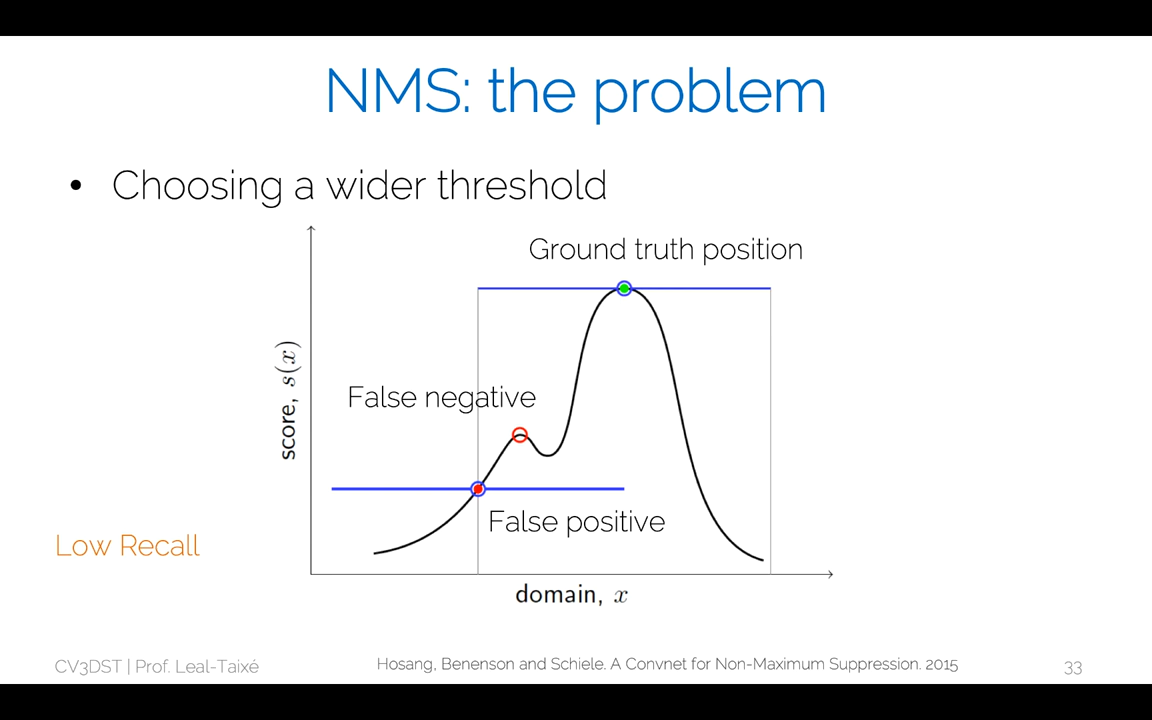 NMS: the problem
• Choosing a wider threshold
Ground truth position
score, s(x)
False negative
False positive
Low Recall
domain, x
CV3DST | Prof. Leal-Taixé
Hosang, Benenson and Schiele. A Convnet for Non-Maximum Suppression. 2015
33